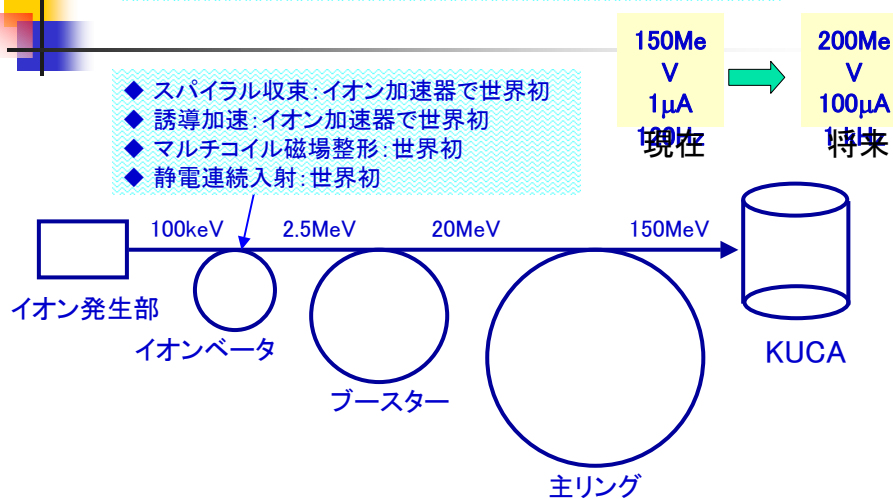 150Me
V
1μA
120Hz
現在
200Me
V
100μA
将来
◆ スパイラル収束:イオン加速器で世界初
◆ 誘導加速:イオン加速器で世界初
◆ マルチコイル磁場整形:世界初
◆ 静電連続入射:世界初
100keV
2.5MeV
20MeV
150MeV
イオン発生部
イオンベータ
ブースター
主リング
KUCA